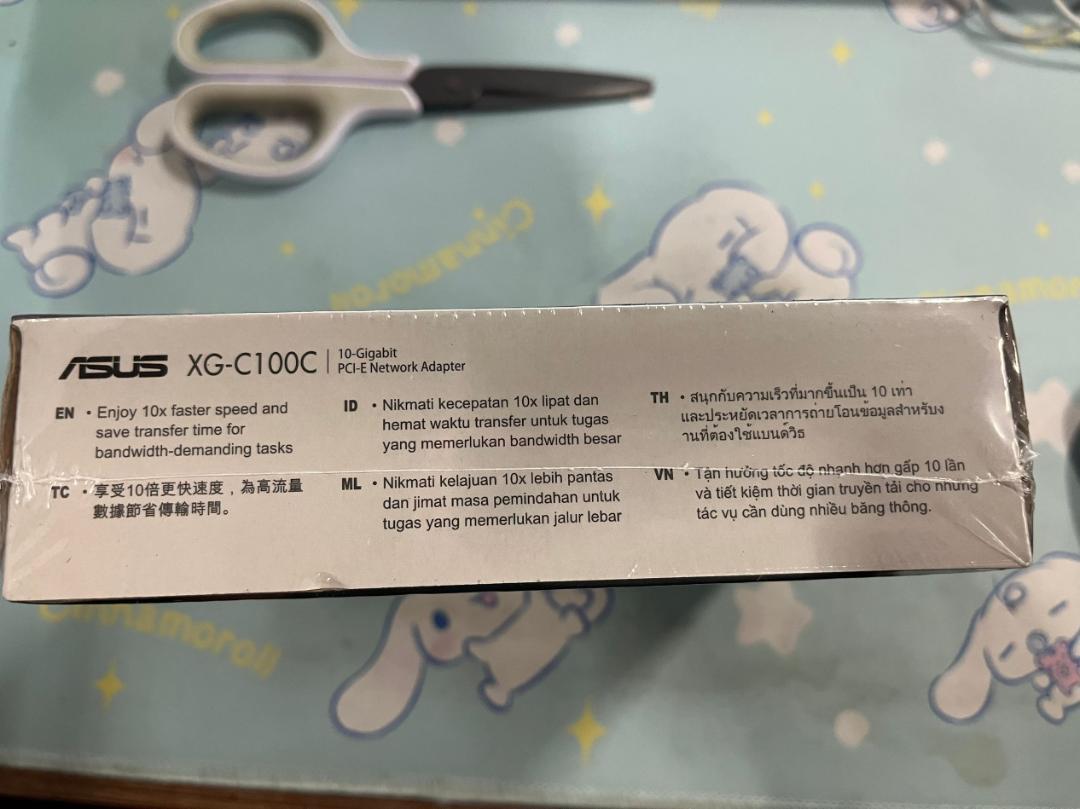 Cinnamoroll
ASUS XG-C100C
10-Gigabit
PCI-E Network Adapter
EN • Enjoy 10x faster speed and
save transfer time for
bandwidth-demanding tasks
ID • Nikmati kecepatan 10x lipat dan
hemat waktu transfer untuk tugas
yang memerlukan bandwidth besar
TH • สนุกกับความเร็วที่มากขึ้นเป็น 10 เท่า
และประหยัดเวลาการถ่ายโอนข้อมูลสำหรับ
งานที่ต้องใช้แบนด์วิธ
TC • 享受10倍更快速度，為高流量
數據節省傳輸時間。
ML • Nikmati kelajuan 10x lebih pantas
dan jimat masa pemindahan untuk
tugas yang memerlukan jalur lebar
VN • Tận hưởng tốc độ nhanh hơn gấp 10 lần
và tiết kiệm thời gian truyền tải cho những
tác vụ cần dùng nhiều băng thông.
Cinnamoroll